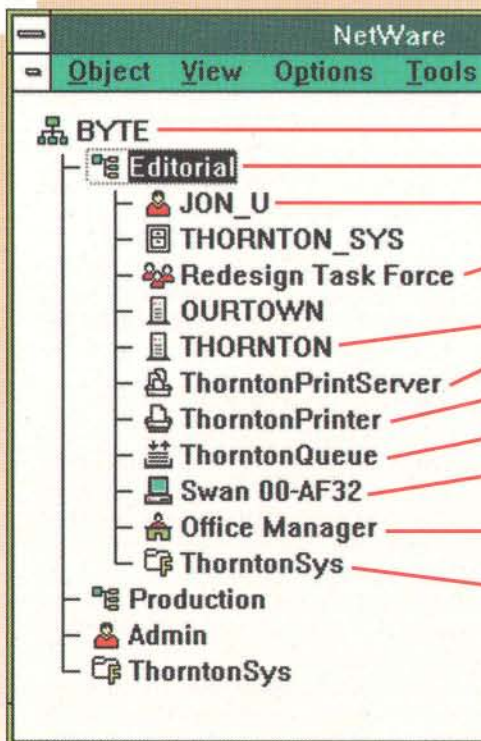 NetWare
Object View Options Tools
BYTE
Editorial
JON_U
THORNTON_SYS
Redesign Task Force
OURTOWN
THORNTON
ThorntonPrintServer
ThorntonPrinter
ThorntonQueue
Swan 00-AF32
Office Manager
ThorntonSys
Production
Admin
ThorntonSys